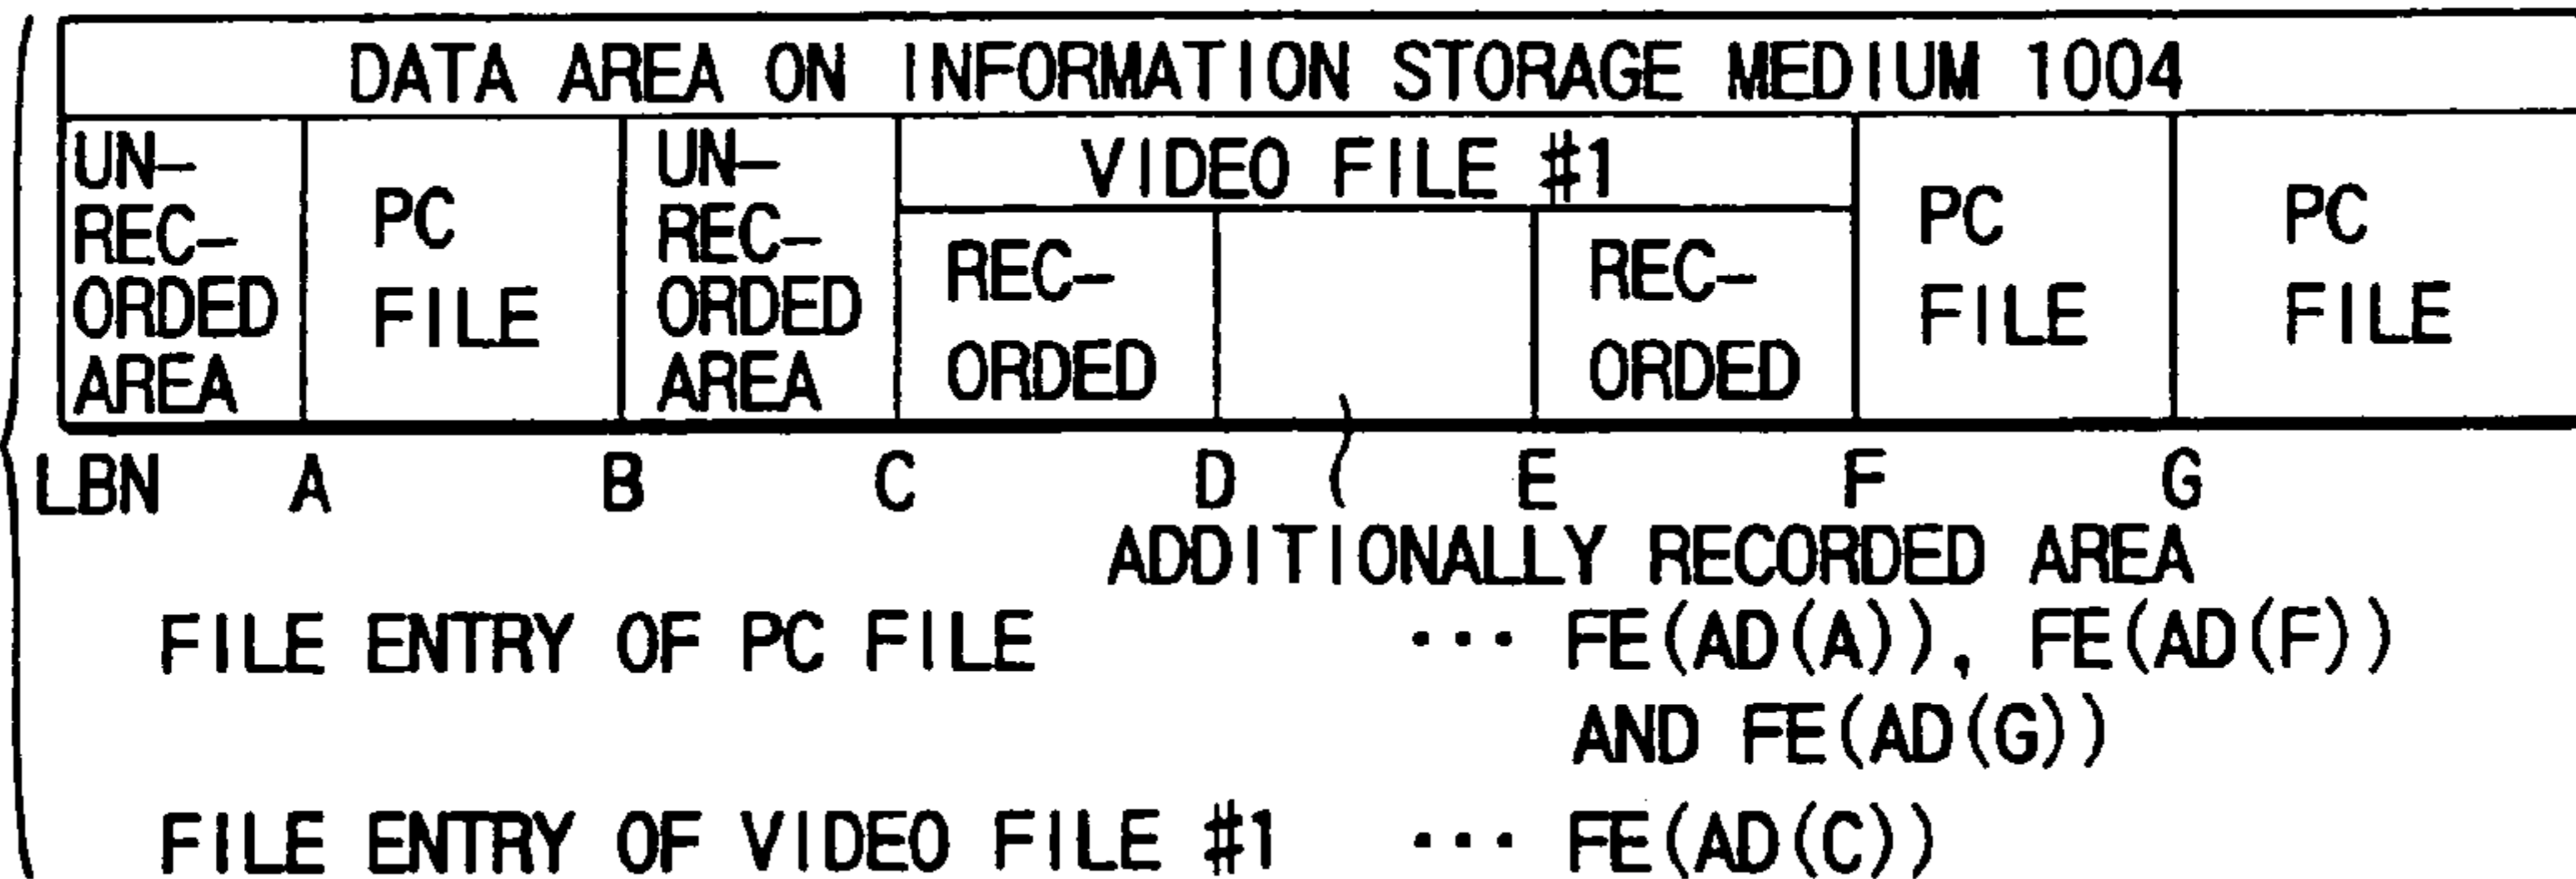 DATA AREA ON INFORMATION STORAGE MEDIUM 1004
UN-
REC-
ORDED
AREA
PC
FILE
UN-
REC-
ORDED
AREA
VIDEO FILE #1
REC-
ORDED
REC-
ORDED
PC
FILE
PC
FILE
LBN A B C D E F G
ADDITIONALLY RECORDED AREA
FILE ENTRY OF PC FILE ··· FE(AD(A)), FE(AD(F))
AND FE(AD(G))
FILE ENTRY OF VIDEO FILE #1 ··· FE(AD(C))